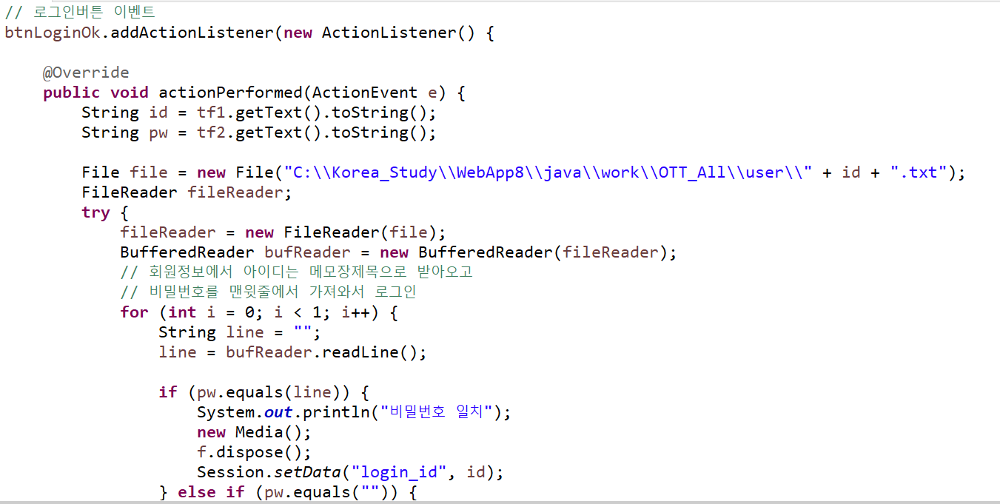 // 로그인버튼 이벤트
btnLoginOk.addActionListener(new ActionListener() {
@Override
public void actionPerformed(ActionEvent e) {
String id = tf1.getText().toString();
String pw = tf2.getText().toString();
File file = new File("C:\\Korea_Study\\WebApp8\\java\\work\\OTT_All\\user\\" + id + ".txt");
FileReader fileReader;
try {
fileReader = new FileReader(file);
BufferedReader bufReader = new BufferedReader(fileReader);
// 회원정보에서 아이디는 메모장제목으로 받아오고
// 비밀번호를 맨윗줄에서 가져와서 로그인
for (int i = 0; i < 1; i++) {
String line = "";
line = bufReader.readLine();
if (pw.equals(line)) {
System.out.println("비밀번호 일치");
new Media();
f.dispose();
Session.setData("login_id", id);
} else if (pw.equals("")) {